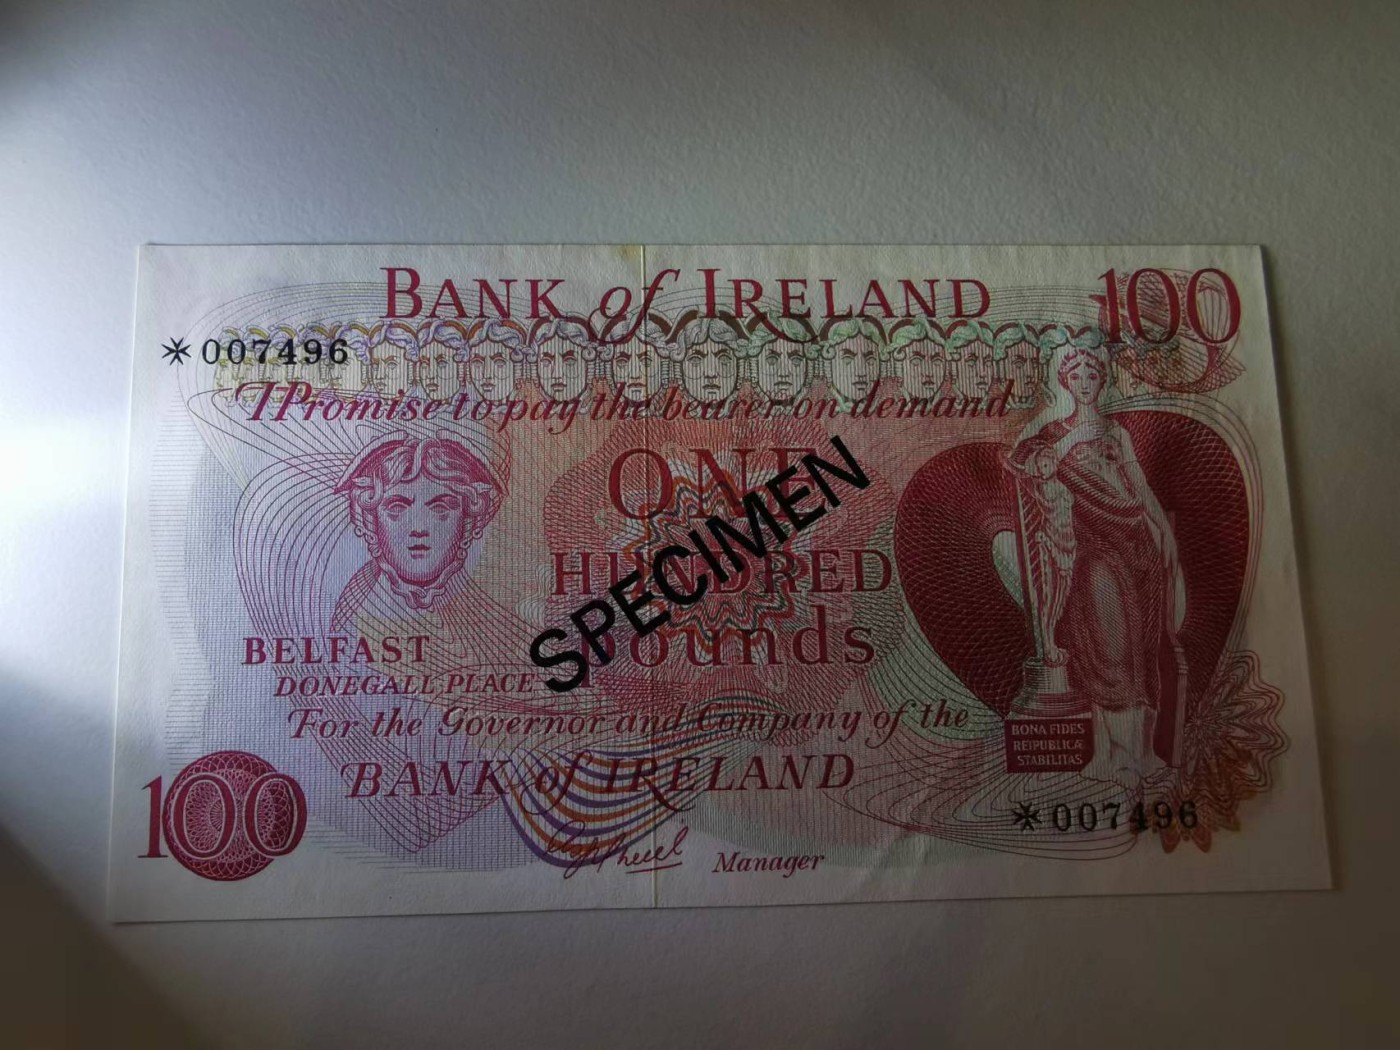 BANK of IRELAND 100
007496
I Promise to pay the bearer on demand
ONE
HUNDRED
Pounds
SPECIMEN
BELFAST
DONEGALL PLACE
For the Governor and Company of the
BANK of IRELAND
BONA FIDES
REIPUBLICÆ
STABILITAS
100
007496
Manager